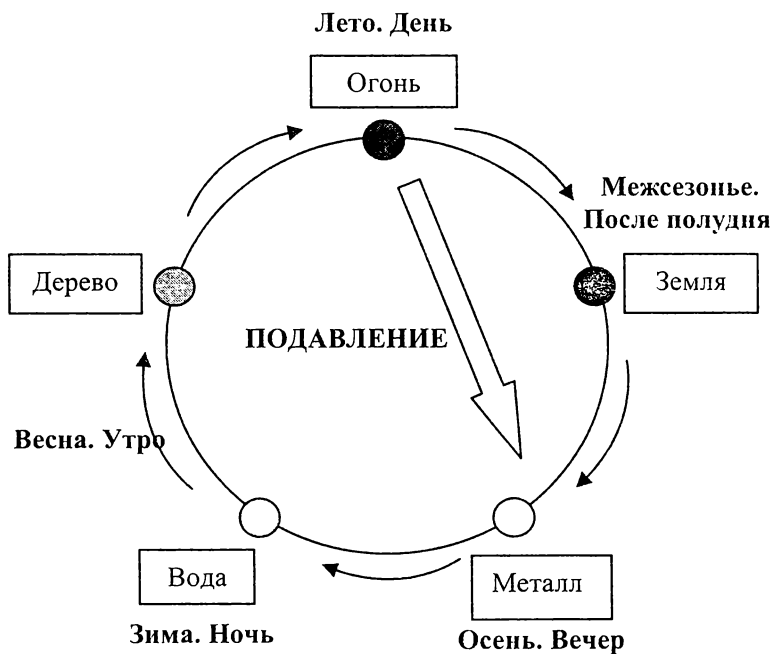 Лето. День
Огонь
Межсезонье.
После полудня
Дерево
Земля
ПОДАВЛЕНИЕ
Весна. Утро
Вода
Металл
Зима. Ночь
Осень. Вечер